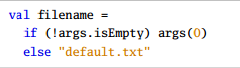 val filename =
  if (!args.isEmpty) args(0)
  else "default.txt"